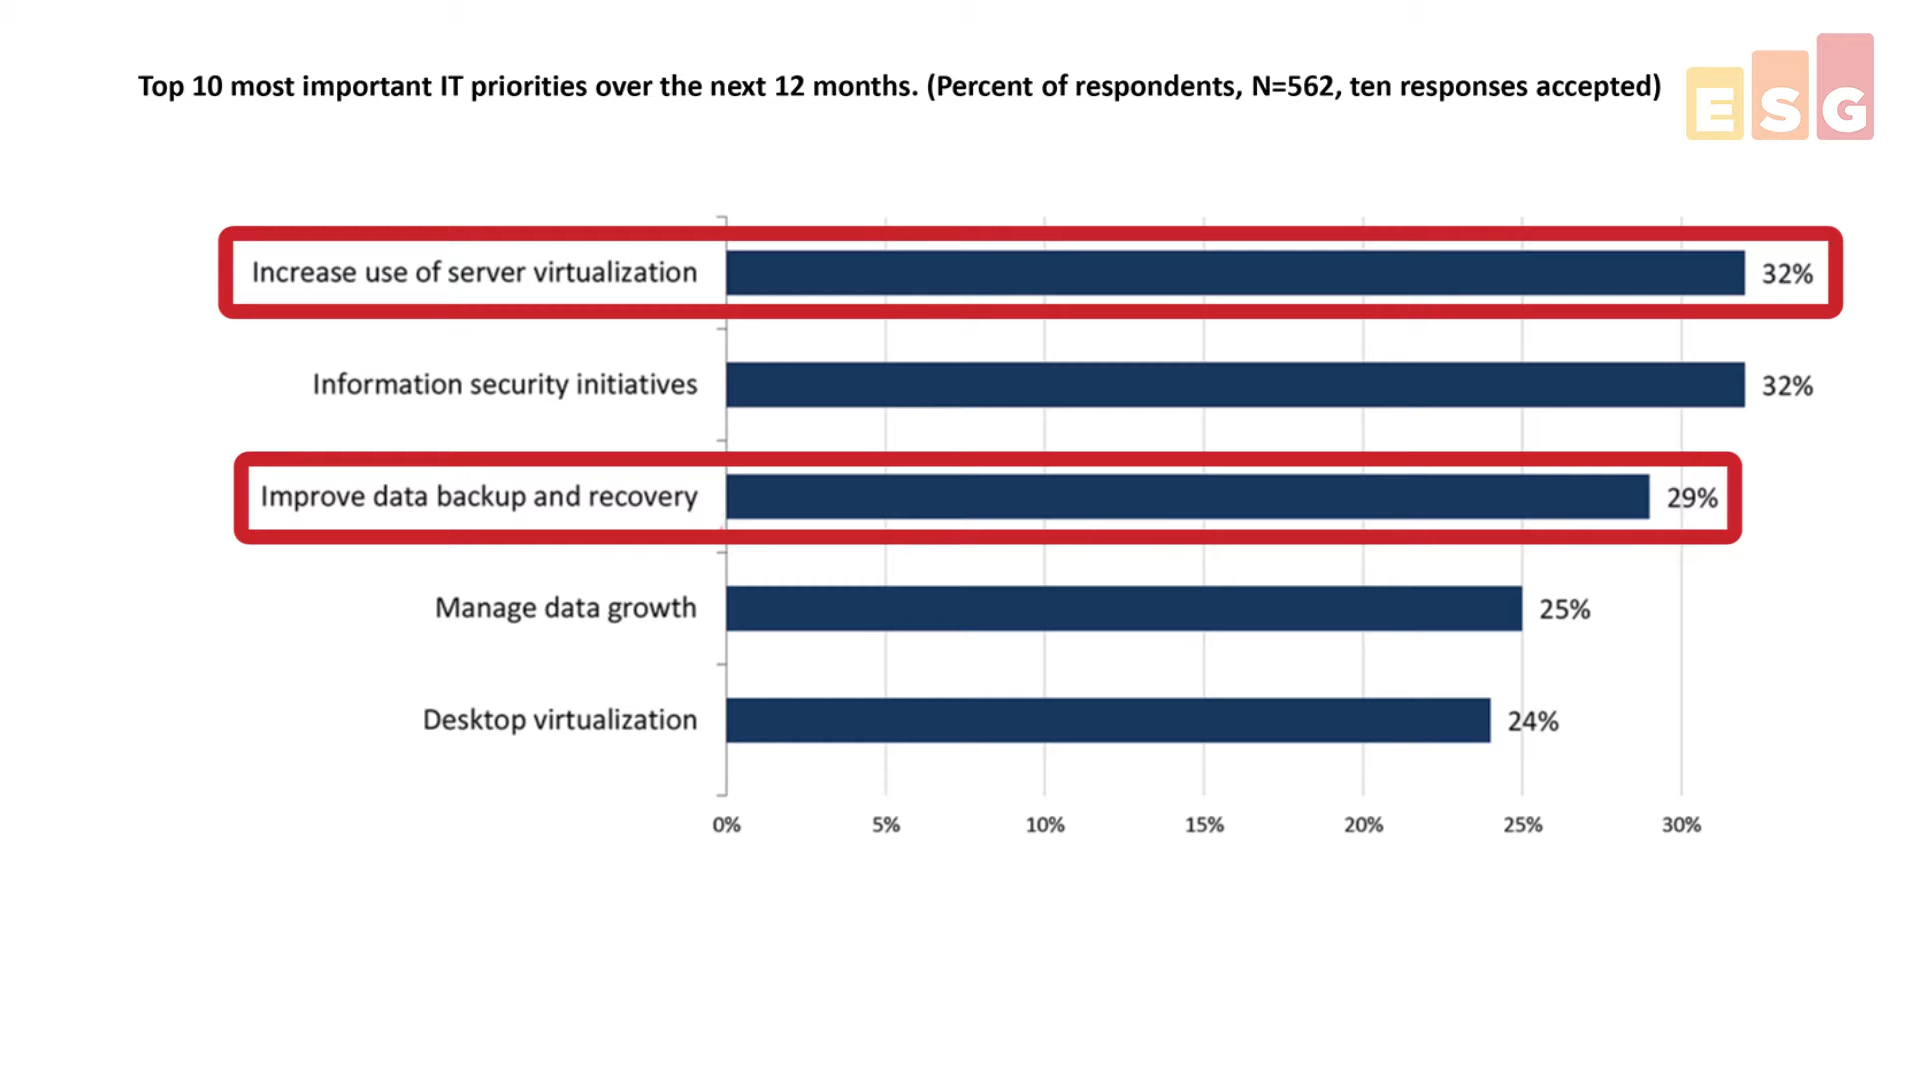 Top 10 most important IT priorities over the next 12 months. (Percent of respondents, N=562, ten responses accepted)
ESG
Increase use of server virtualization 32%
Information security initiatives 32%
Improve data backup and recovery 29%
Manage data growth 25%
Desktop virtualization 24%
0% 5% 10% 15% 20% 25% 30%